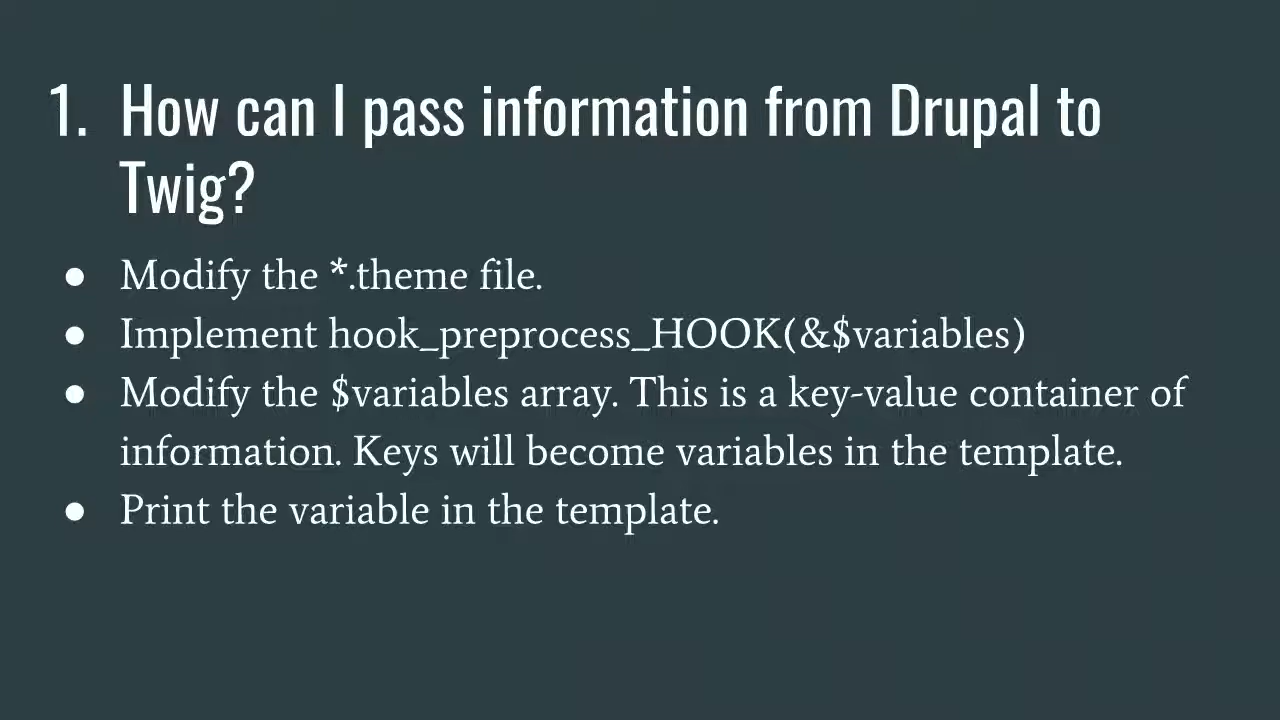 1. How can I pass information from Drupal to
Twig?
● Modify the *.theme file.
● Implement hook_preprocess_HOOK(&$variables)
● Modify the $variables array. This is a key-value container of
information. Keys will become variables in the template.
● Print the variable in the template.